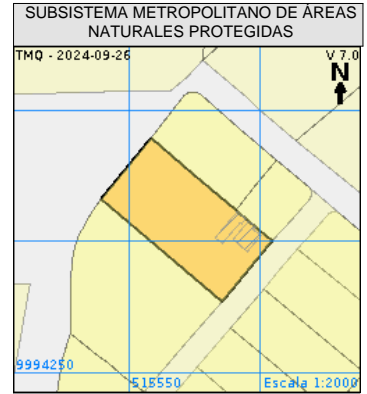 SUBSISTEMA METROPOLITANO DE ÁREAS
NATURALES PROTEGIDAS
TMQ - 2024-09-26
V 7.0
N
9994250
515550
Escala 1:2000